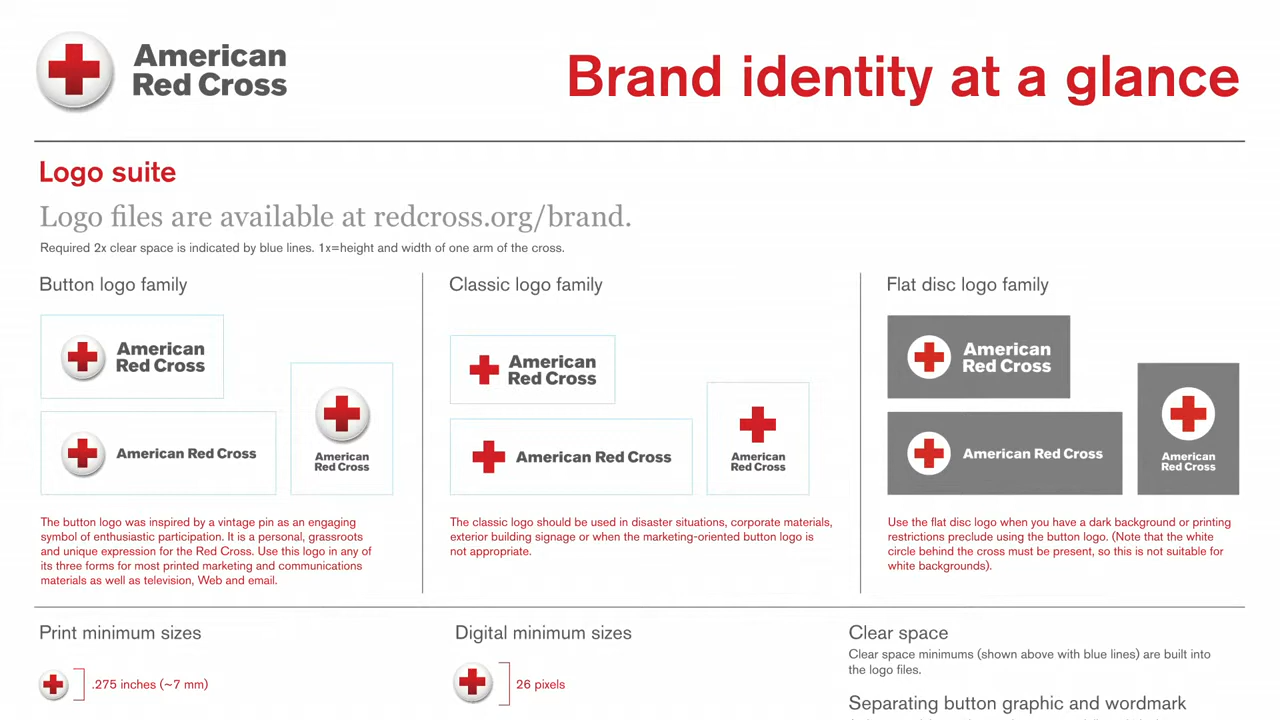 American
Red Cross
Brand identity at a glance
Logo suite
Logo files are available at redcross.org/brand.
Required 2x clear space is indicated by blue lines. 1x=height and width of one arm of the cross.
Button logo family
American
Red Cross
American Red Cross
American
Red Cross
The button logo was inspired by a vintage pin as an engaging
symbol of enthusiastic participation. It is a personal, grassroots
and unique expression for the Red Cross. Use this logo in any of
its three forms for most printed marketing and communications
materials as well as television, Web and email.
Classic logo family
American
Red Cross
American Red Cross
American
Red Cross
The classic logo should be used in disaster situations, corporate materials,
exterior building signage or when the marketing-oriented button logo is
not appropriate.
Flat disc logo family
American
Red Cross
American Red Cross
American
Red Cross
Use the flat disc logo when you have a dark background or printing
restrictions preclude using the button logo. (Note that the white
circle behind the cross must be present, so this is not suitable for
white backgrounds).
Print minimum sizes
.275 inches (~7 mm)
Digital minimum sizes
26 pixels
Clear space
Clear space minimums (shown above with blue lines) are built into
the logo files.
Separating button graphic and wordmark